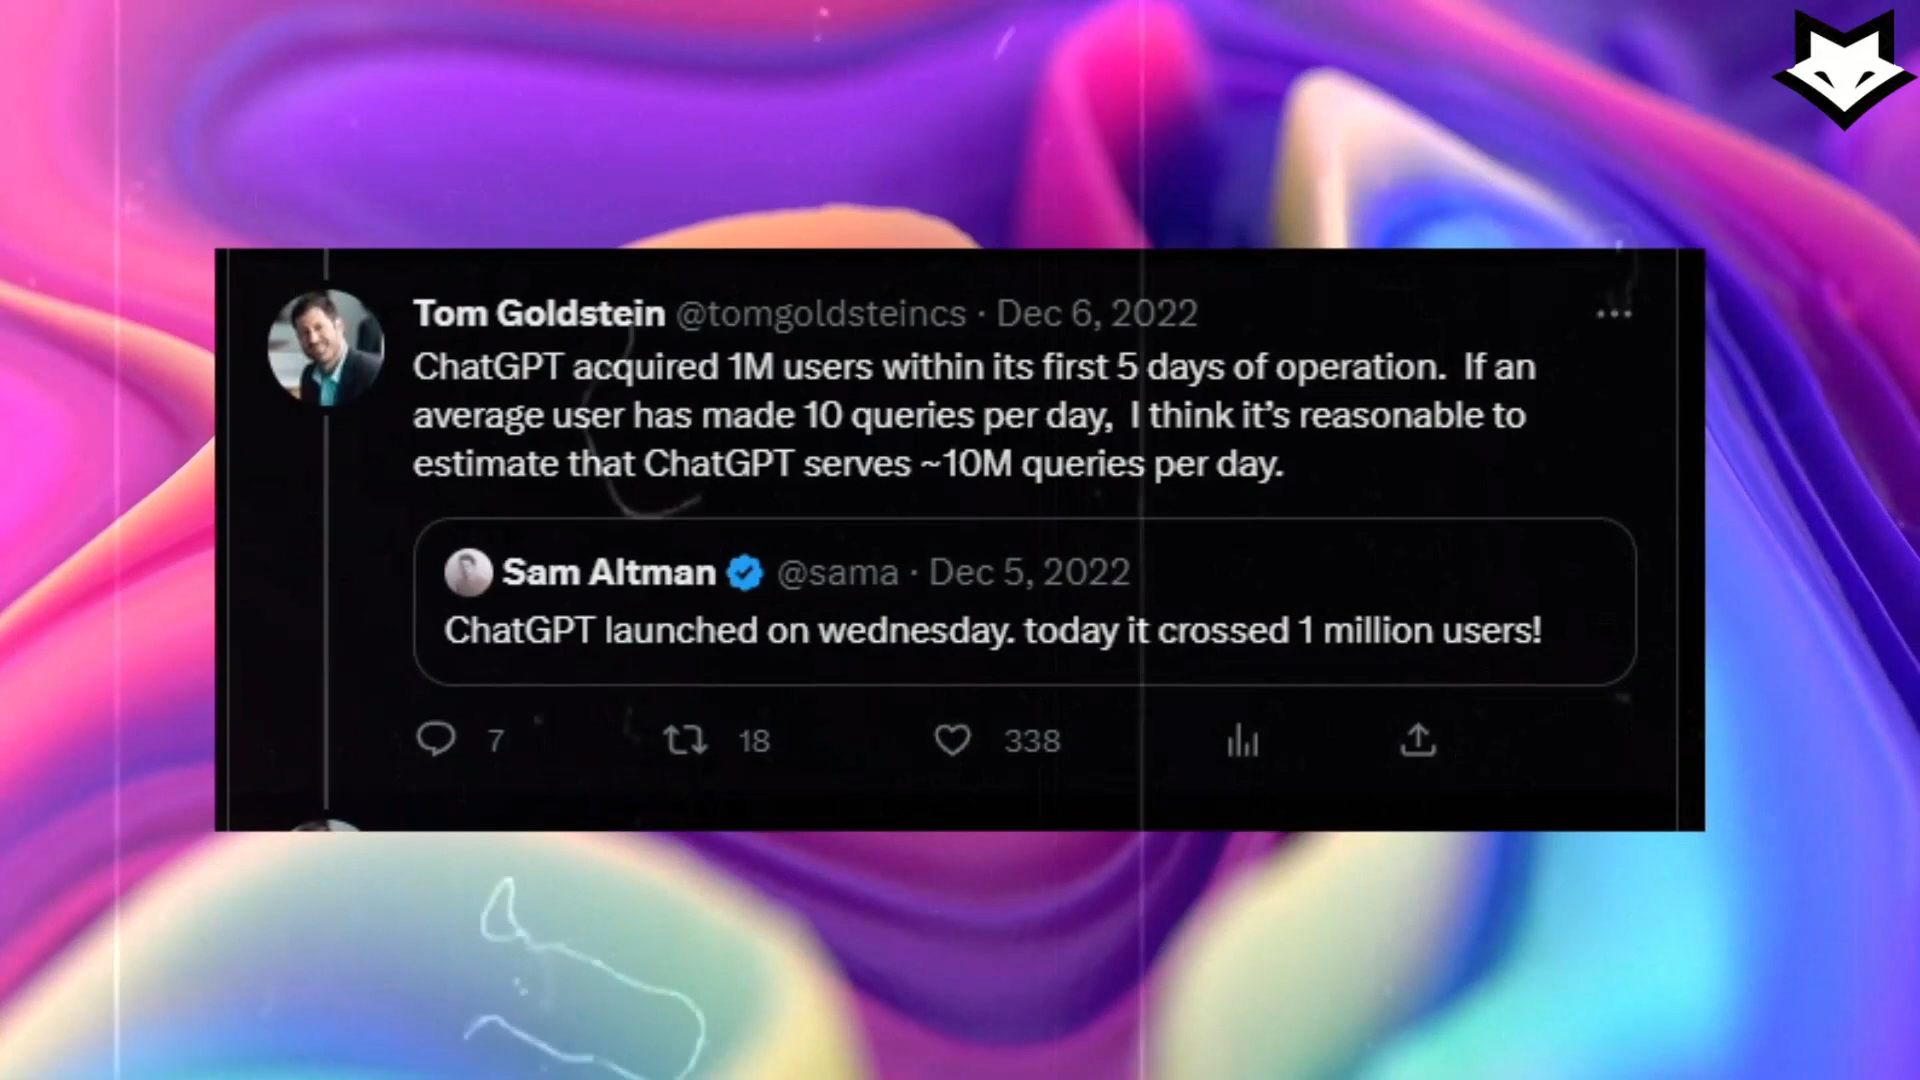 Tom Goldstein @tomgoldsteincs · Dec 6, 2022
ChatGPT acquired 1M users within its first 5 days of operation.  If an
average user has made 10 queries per day,  I think it’s reasonable to
estimate that ChatGPT serves ~10M queries per day.
Sam Altman @sama · Dec 5, 2022
ChatGPT launched on wednesday. today it crossed 1 million users!
7 18 338